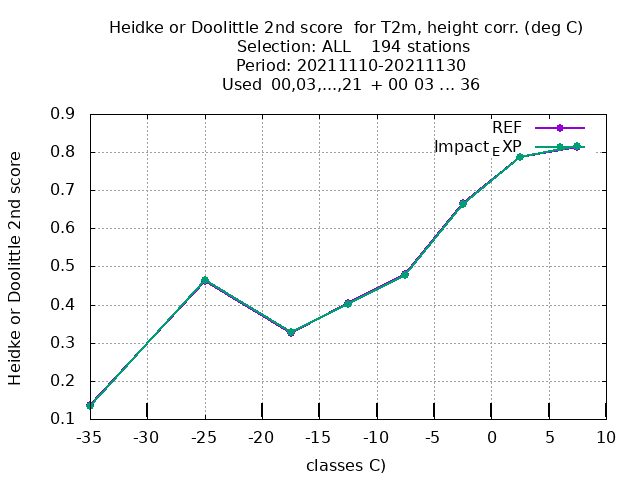 Heidke or Doolittle 2nd score  for T2m, height corr. (deg C)
Selection: ALL    194 stations
Period: 20211110-20211130
Used  00,03,...,21  + 00 03 ... 36
REF
Impact_EXP
0.9
0.8
0.7
0.6
0.5
0.4
0.3
0.2
0.1
Heidke or Doolittle 2nd score
-35 -30 -25 -20 -15 -10 -5 0 5 10
classes C)